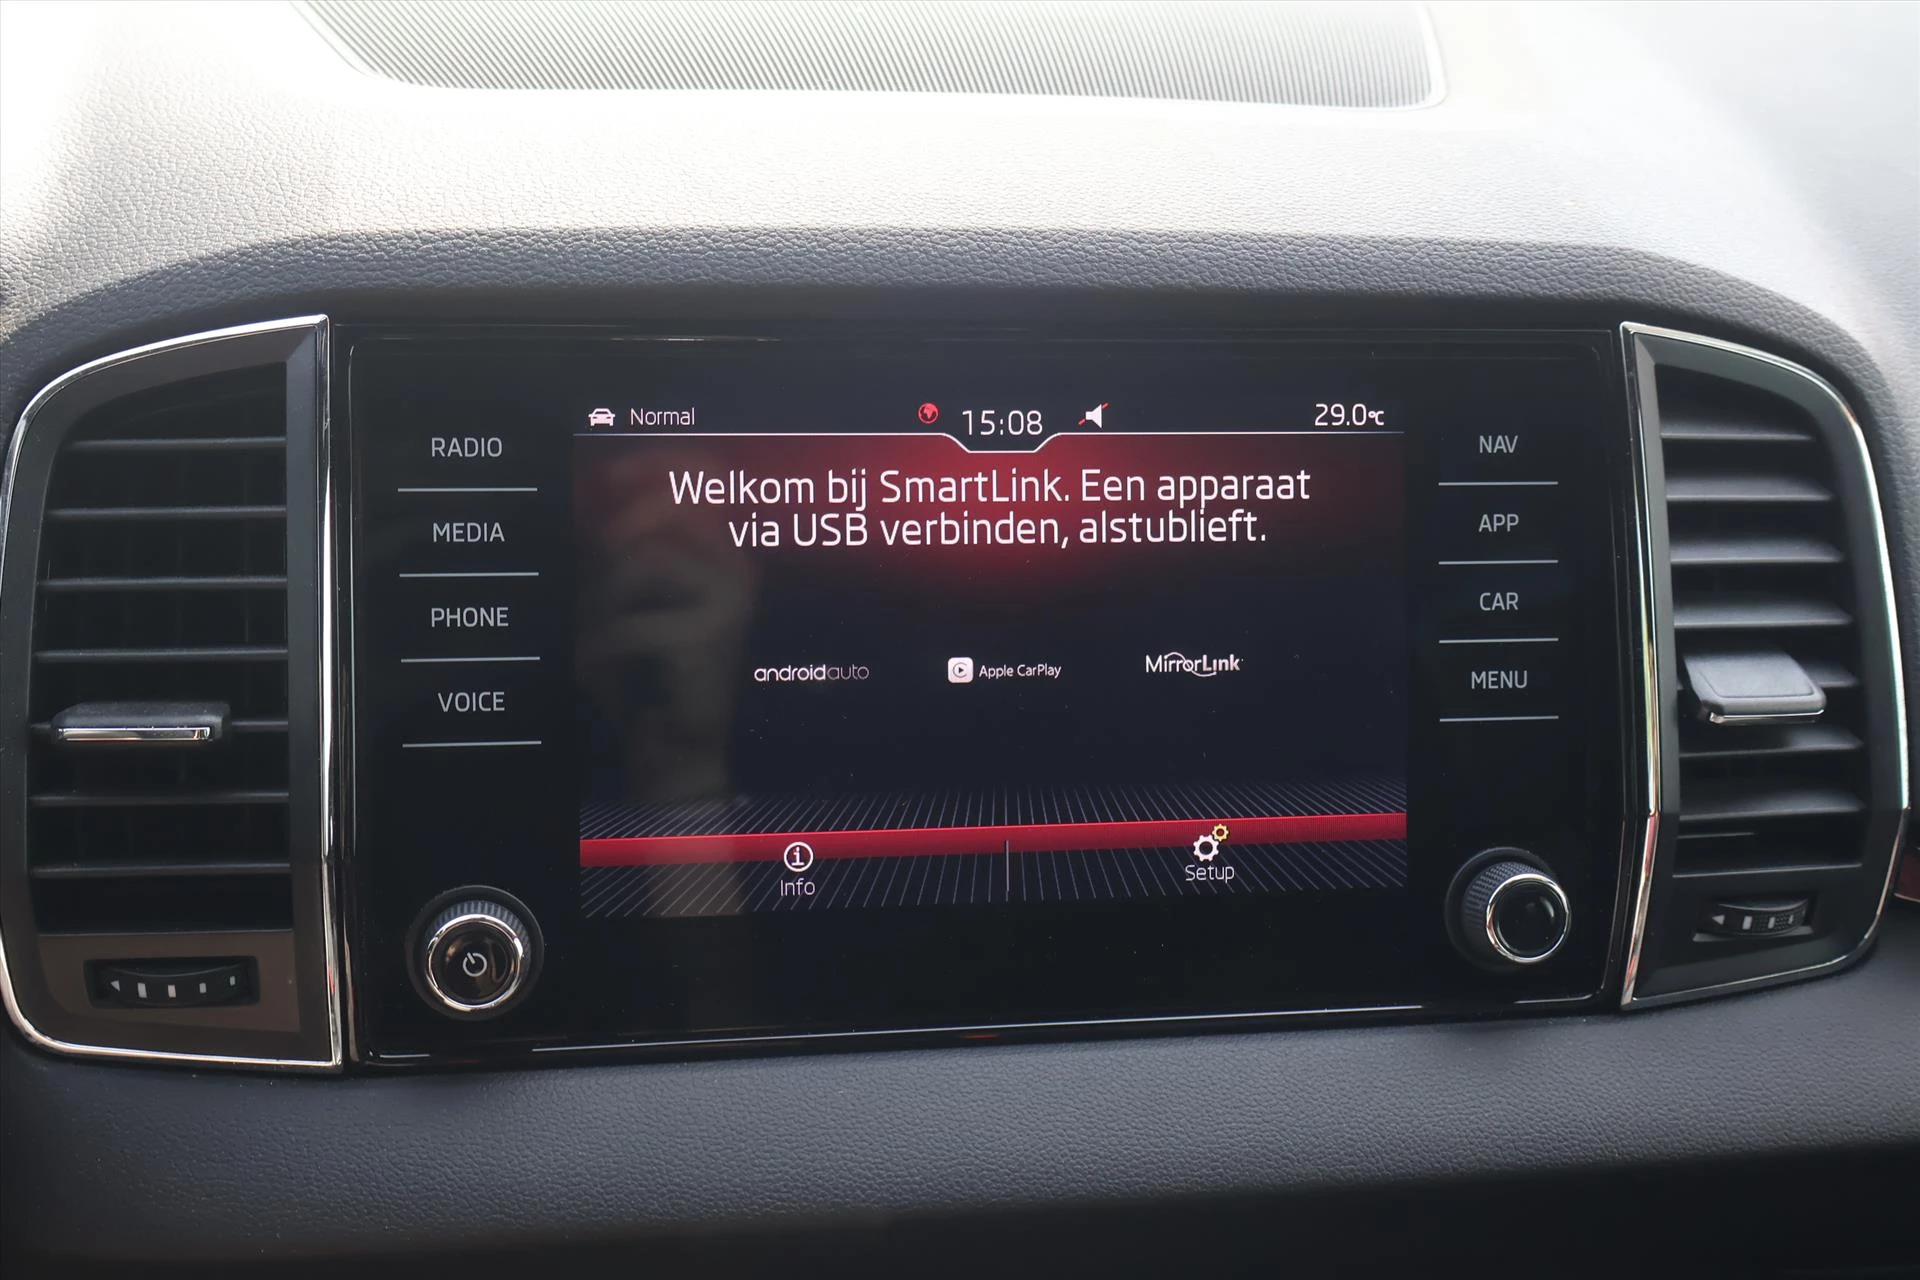 Normal
15:08
29.0°C
RADIO
MEDIA
PHONE
VOICE
Welkom bij SmartLink. Een apparaat
via USB verbinden, alstublieft.
androidauto
Apple CarPlay
MirrorLink
Info
Setup
NAV
APP
CAR
MENU